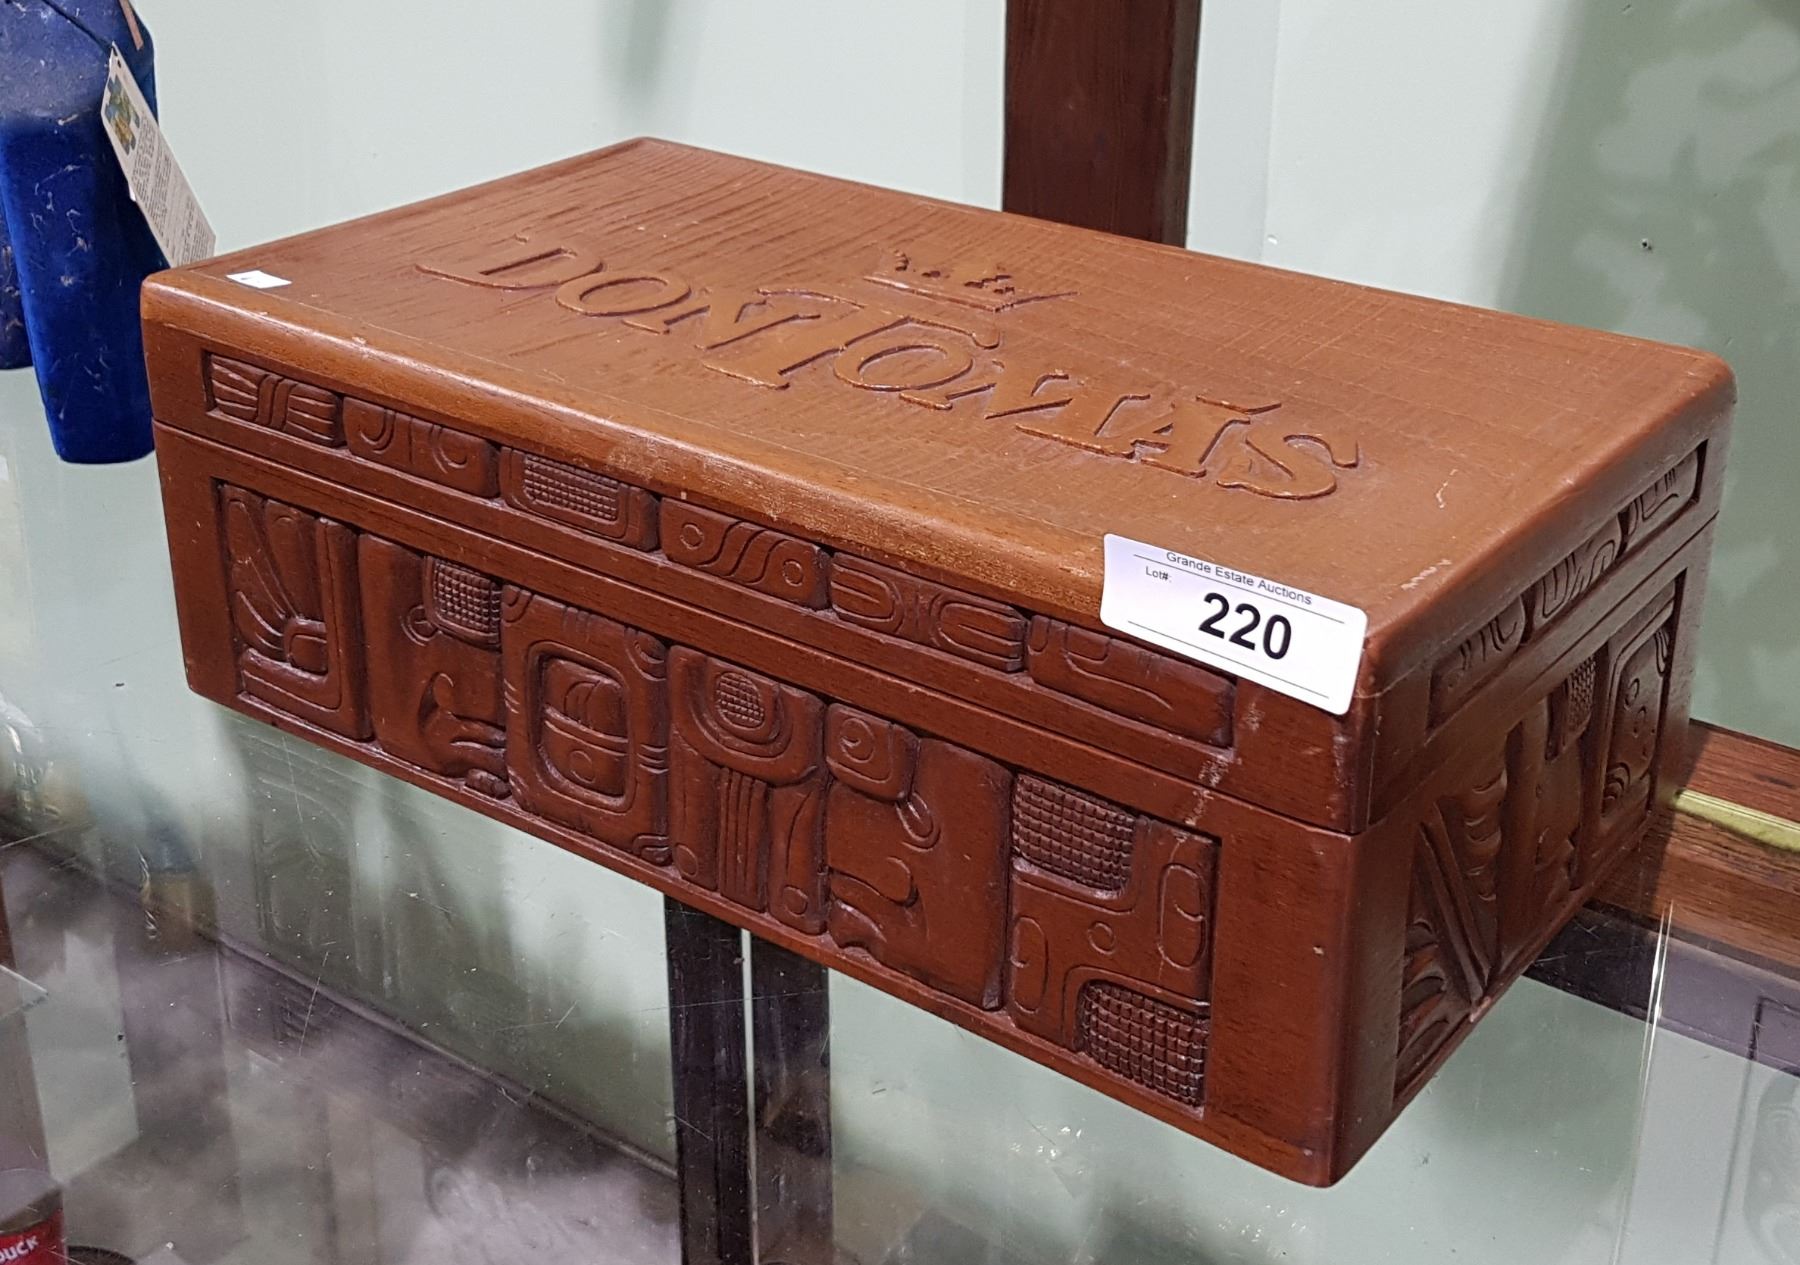 DON TOMAS
Grande Estate Auctions
Lot#:
220